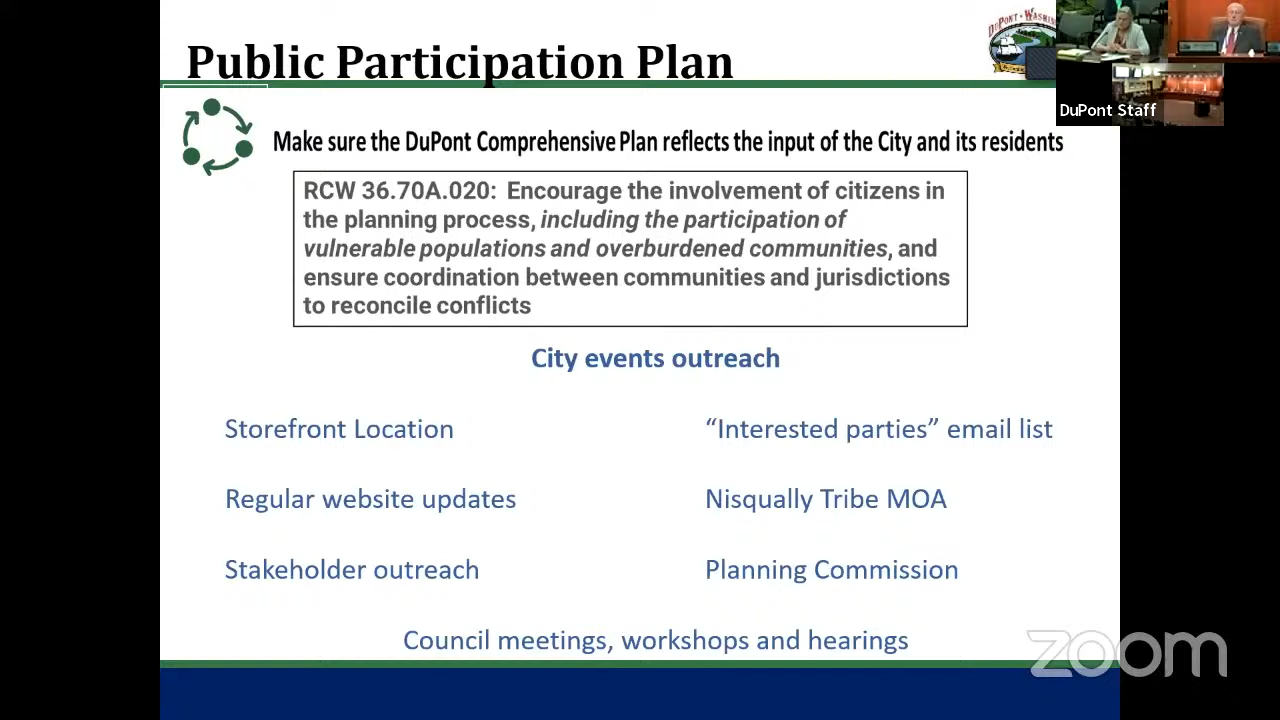 Public Participation Plan
DUPONT WASHIN
DuPont Staff
Make sure the DuPont Comprehensive Plan reflects the input of the City and its residents
RCW 36.70A.020: Encourage the involvement of citizens in
the planning process, including the participation of
vulnerable populations and overburdened communities, and
ensure coordination between communities and jurisdictions
to reconcile conflicts
City events outreach
Storefront Location
“Interested parties” email list
Regular website updates
Nisqually Tribe MOA
Stakeholder outreach
Planning Commission
Council meetings, workshops and hearings
zoom